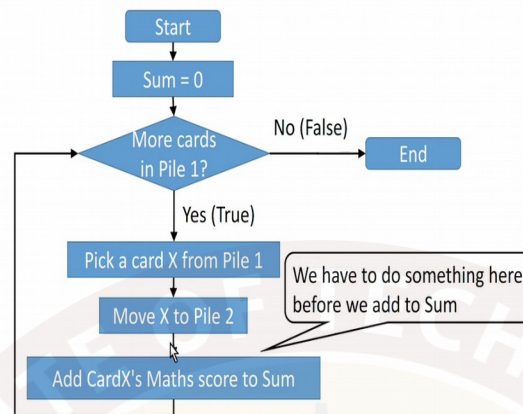 Start
Sum = 0
More cards
in Pile 1?
No (False)
End
Yes (True)
Pick a card X from Pile 1
We have to do something here
before we add to Sum
Move X to Pile 2
Add CardX's Maths score to Sum